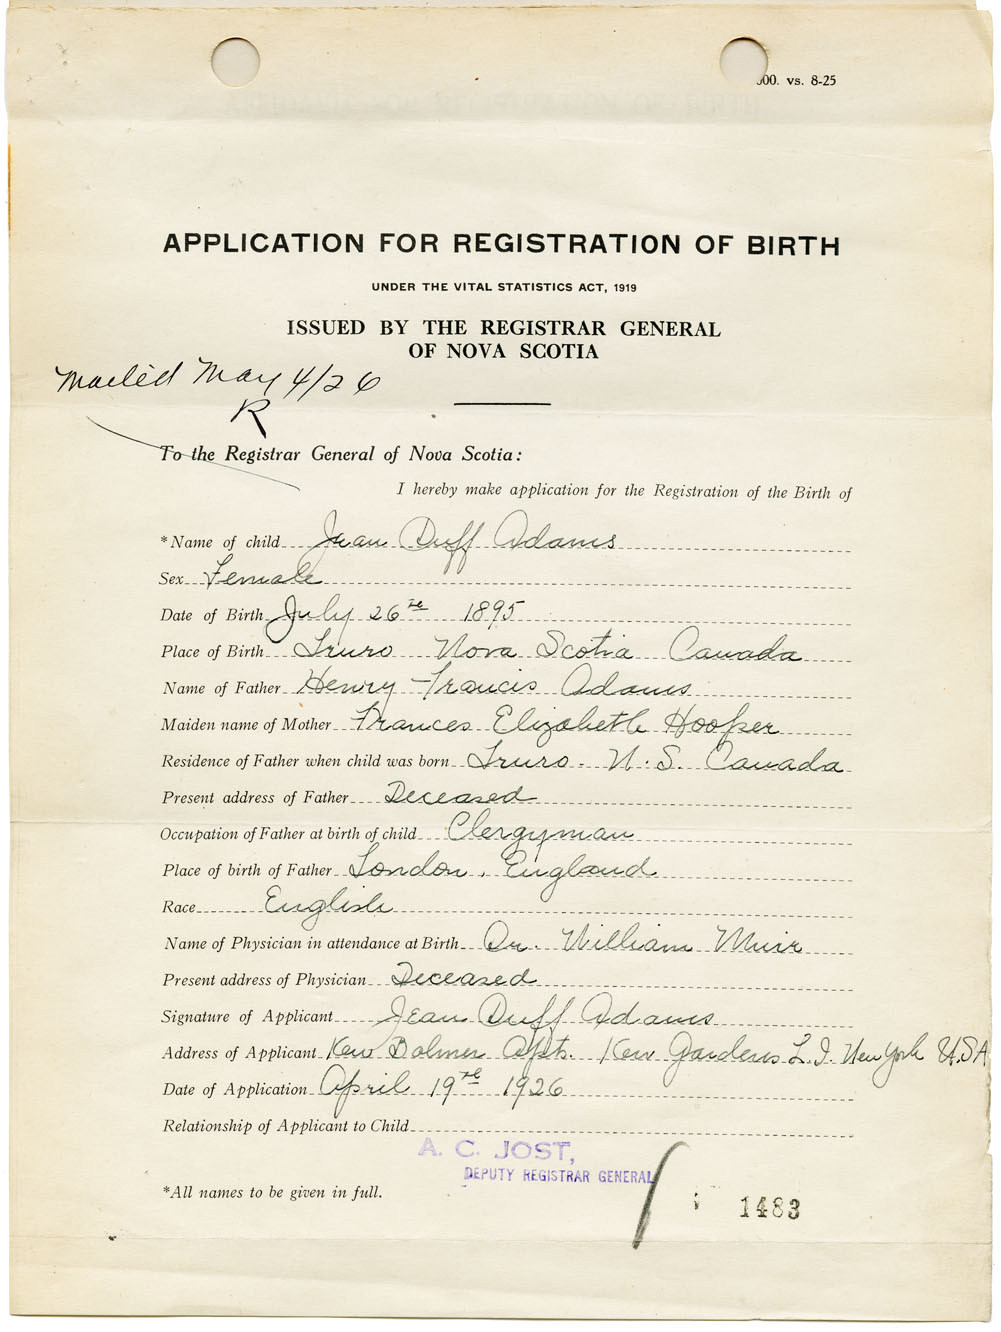 00. vs. 8-25
APPLICATION FOR REGISTRATION OF BIRTH
UNDER THE VITAL STATISTICS ACT, 1919
ISSUED BY THE REGISTRAR GENERAL
OF NOVA SCOTIA
Mailed May 4/26
R
To the Registrar General of Nova Scotia:
I hereby make application for the Registration of the Birth of
*Name of child Jean Duff Adams
Sex Female
Date of Birth July 26th 1895
Place of Birth Truro Nova Scotia Canada
Name of Father Henry Francis Adams
Maiden name of Mother Frances Elizabeth Hooper
Residence of Father when child was born Truro. N.S. Canada
Present address of Father Deceased
Occupation of Father at birth of child Clergyman
Place of birth of Father London, England
Race English
Name of Physician in attendance at Birth Dr. William Muir
Present address of Physician Deceased
Signature of Applicant Jean Duff Adams
Address of Applicant Kew Bolmer Apts. Kew Gardens L.I. New York U.S.A
Date of Application April 19th 1926
Relationship of Applicant to Child
A. C. JOST,
DEPUTY REGISTRAR GENERAL
*All names to be given in full.
1483